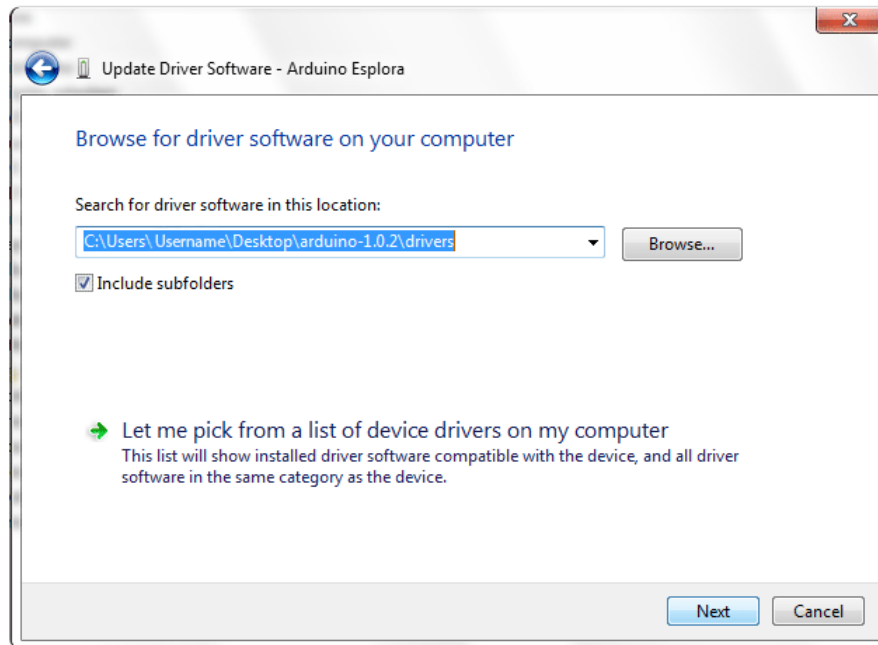 Update Driver Software - Arduino Esplora
Browse for driver software on your computer
Search for driver software in this location:
C:\Users\Username\Desktop\arduino-1.0.2\drivers
Browse...
Include subfolders
Let me pick from a list of device drivers on my computer
This list will show installed driver software compatible with the device, and all driver
software in the same category as the device.
Next
Cancel